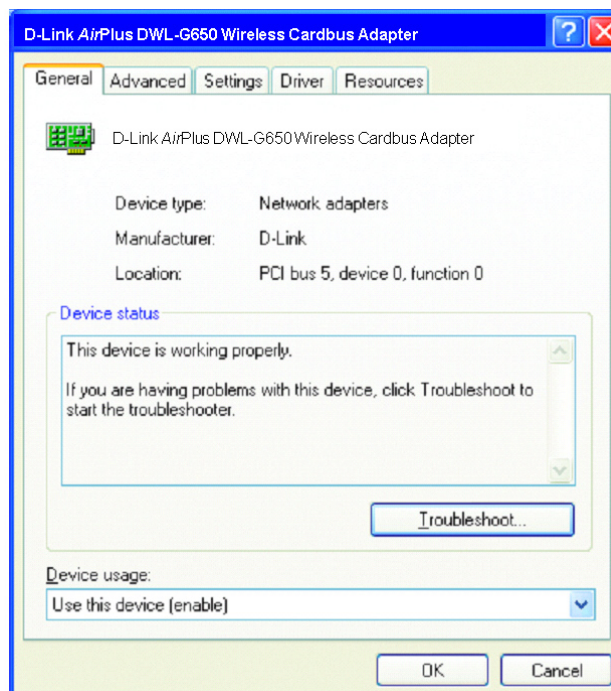 D-Link AirPlus DWL-G650 Wireless Cardbus Adapter
General Advanced Settings Driver Resources
D-Link AirPlus DWL-G650 Wireless Cardbus Adapter
Device type: Network adapters
Manufacturer: D-Link
Location: PCI bus 5, device 0, function 0
Device status
This device is working properly.
If you are having problems with this device, click Troubleshoot to
start the troubleshooter.
Troubleshoot...
Device usage:
Use this device (enable)
OK Cancel